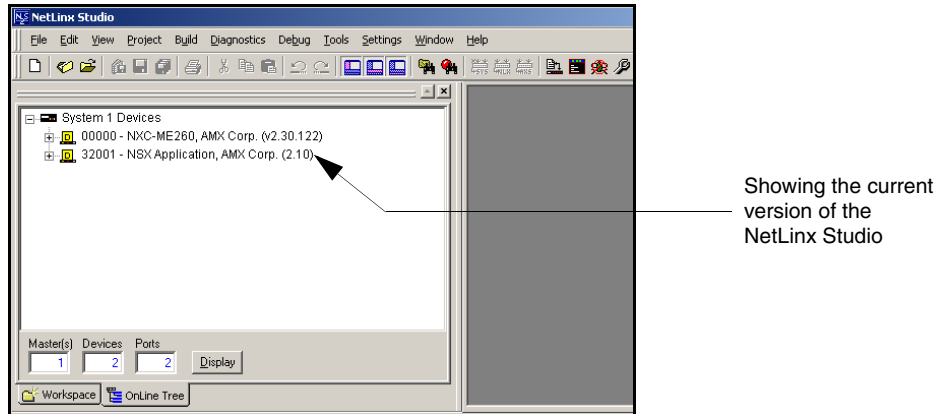 NetLinx Studio
File Edit View Project Build Diagnostics Debug Tools Settings Window Help
System 1 Devices
00000 - NXC-ME260, AMX Corp. (v2.30.122)
32001 - NSX Application, AMX Corp. (2.10)
Showing the current
version of the
NetLinx Studio
Master(s) Devices Ports
1 2 2 Display
Workspace OnLine Tree